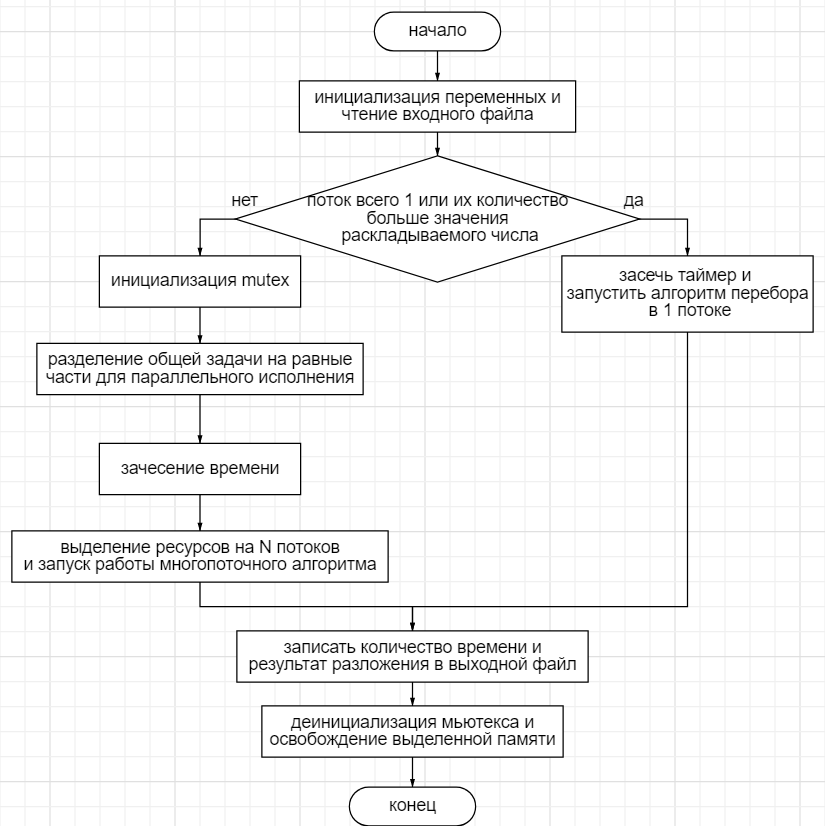 начало
инициализация переменных и
чтение входного файла
нет
поток всего 1 или их количество
больше значения
раскладываемого числа
да
инициализация mutex
засечь таймер и
запустить алгоритм перебора
в 1 потоке
разделение общей задачи на равные
части для параллельного исполнения
зачесение времени
выделение ресурсов на N потоков
и запуск работы многопоточного алгоритма
записать количество времени и
результат разложения в выходной файл
деинициализация мьютекса и
освобождение выделенной памяти
конец